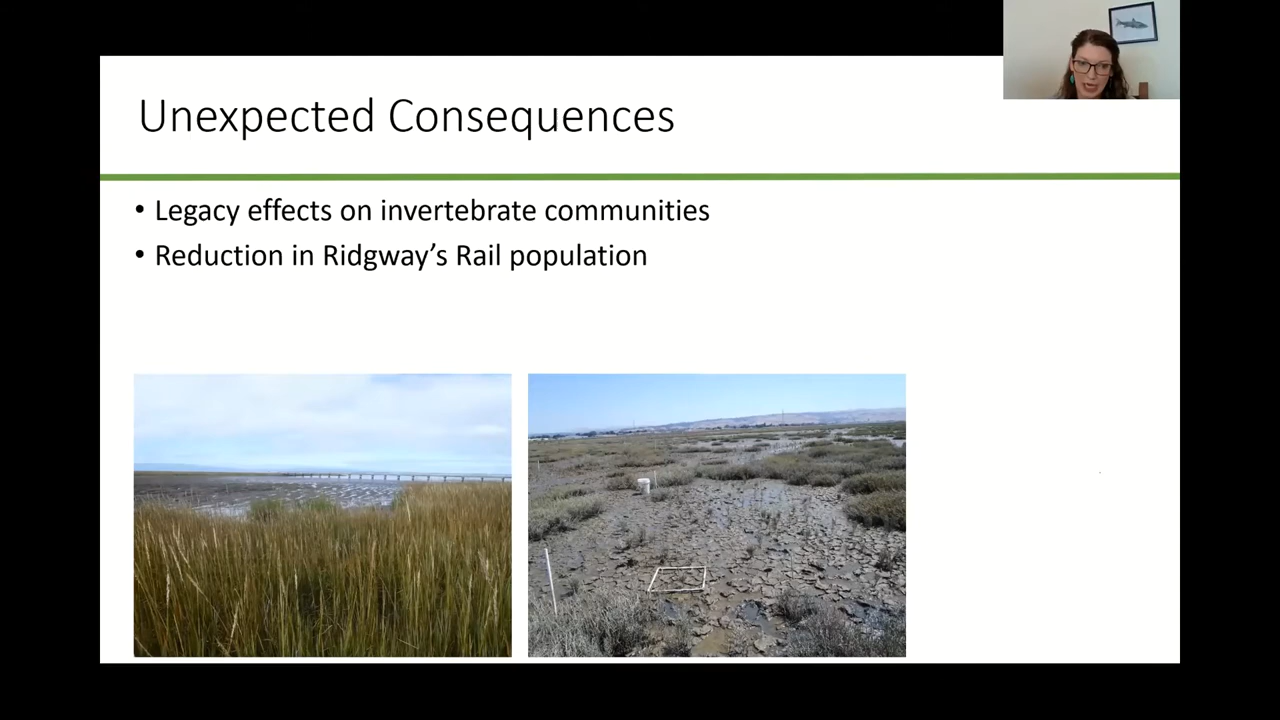 Unexpected Consequences
• Legacy effects on invertebrate communities
• Reduction in Ridgway’s Rail population